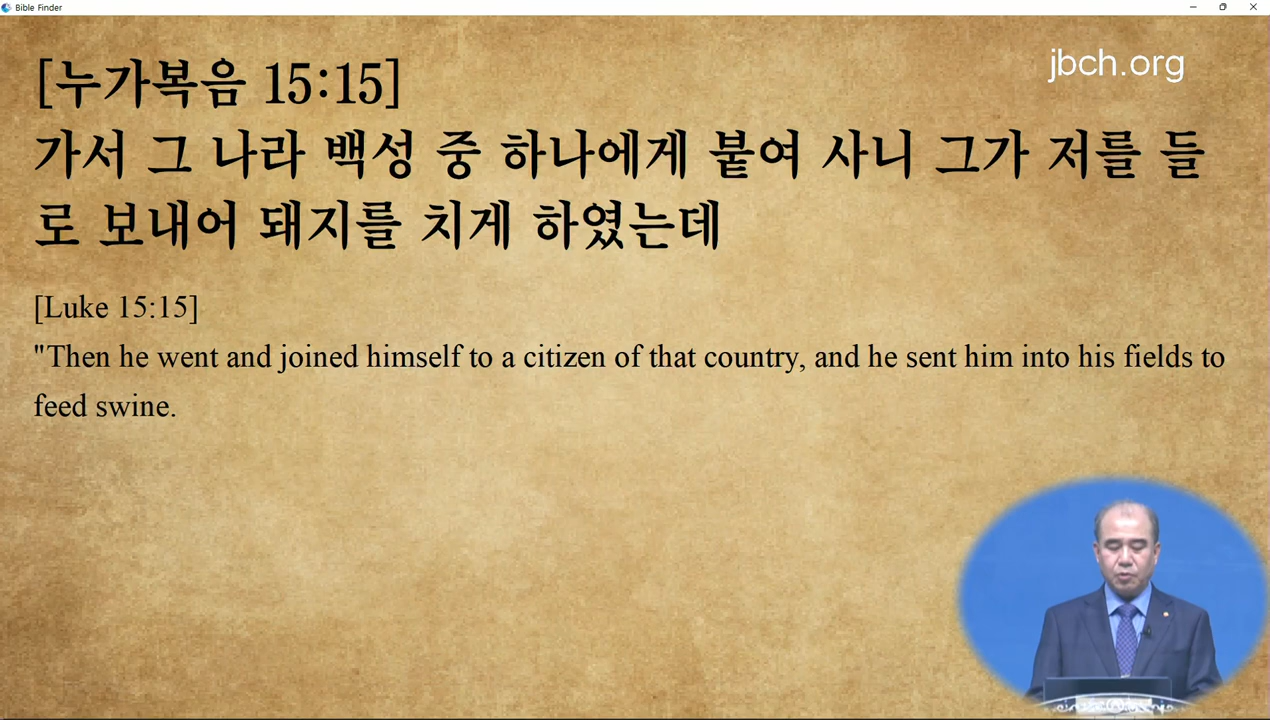 Bible Finder
jbch.org
[누가복음 15:15]
가서 그 나라 백성 중 하나에게 붙여 사니 그가 저를 들
로 보내어 돼지를 치게 하였는데
[Luke 15:15]
"Then he went and joined himself to a citizen of that country, and he sent him into his fields to
feed swine.